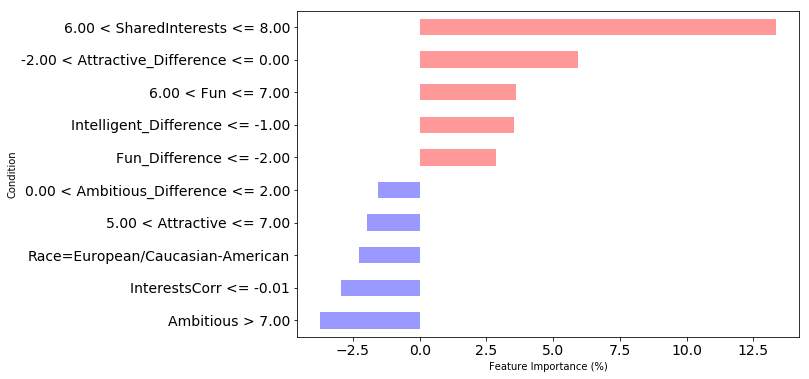 6.00 < SharedInterests <= 8.00
-2.00 < Attractive_Difference <= 0.00
6.00 < Fun <= 7.00
Intelligent_Difference <= -1.00
Fun_Difference <= -2.00
0.00 < Ambitious_Difference <= 2.00
5.00 < Attractive <= 7.00
Race=European/Caucasian-American
InterestsCorr <= -0.01
Ambitious > 7.00
Condition
−2.5 0.0 2.5 5.0 7.5 10.0 12.5
Feature Importance (%)